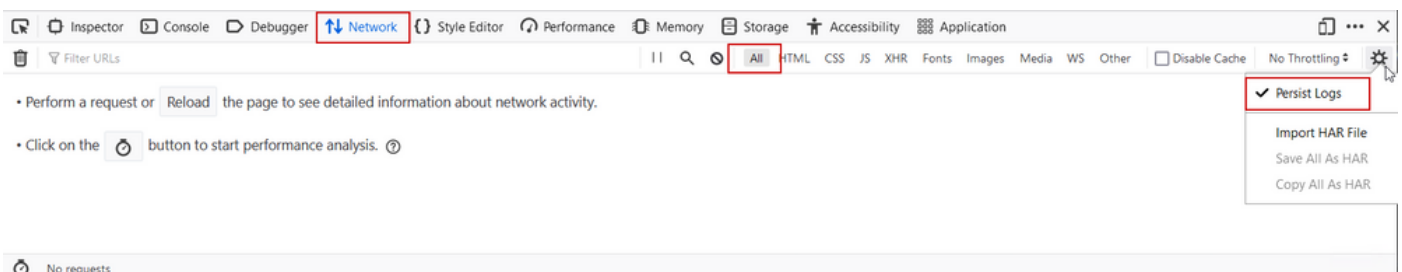 Inspector Console Debugger Network Style Editor Performance Memory Storage Accessibility Application
Filter URLs All HTML CSS JS XHR Fonts Images Media WS Other Disable Cache No Throttling
• Perform a request or Reload the page to see detailed information about network activity.
Persist Logs
• Click on the button to start performance analysis.
Import HAR File
Save All As HAR
Copy All As HAR
No requests